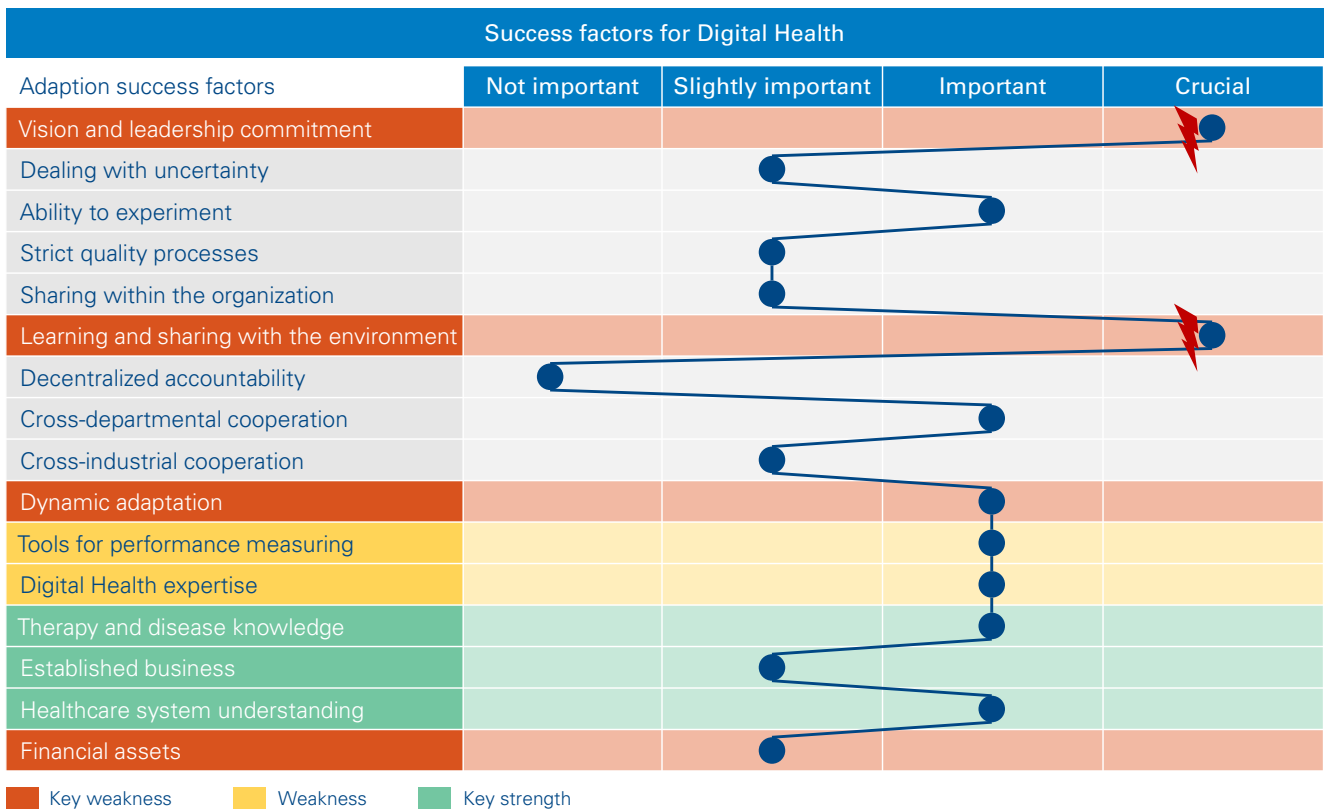 Success factors for Digital Health
Adaption success factors
Not important
Slightly important
Important
Crucial
Vision and leadership commitment
Dealing with uncertainty
Ability to experiment
Strict quality processes
Sharing within the organization
Learning and sharing with the environment
Decentralized accountability
Cross-departmental cooperation
Cross-industrial cooperation
Dynamic adaptation
Tools for performance measuring
Digital Health expertise
Therapy and disease knowledge
Established business
Healthcare system understanding
Financial assets
Key weakness
Weakness
Key strength